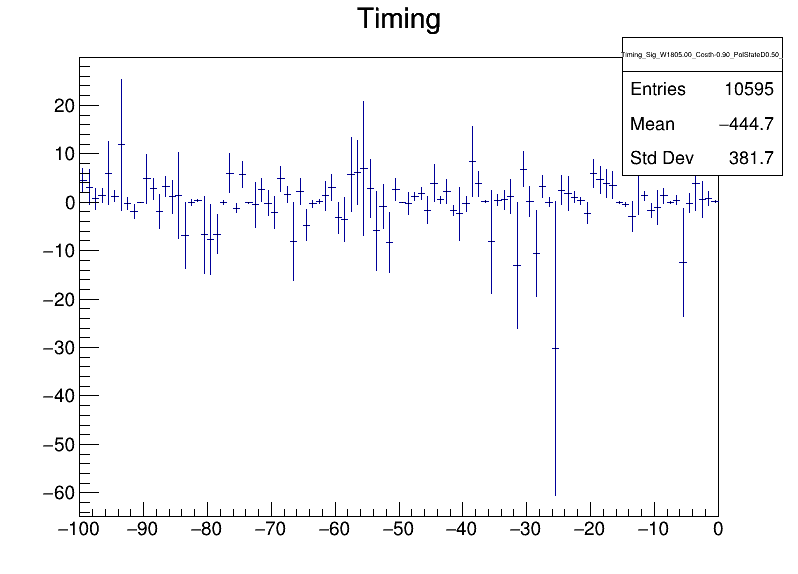 Timing
Timing_Sig_W1805.00_Costh-0.90_PolStateD0.50_
Entries 10595
Mean −444.7
Std Dev 381.7
20
10
0
−10
−20
−30
−40
−50
−60
−100 −90 −80 −70 −60 −50 −40 −30 −20 −10 0